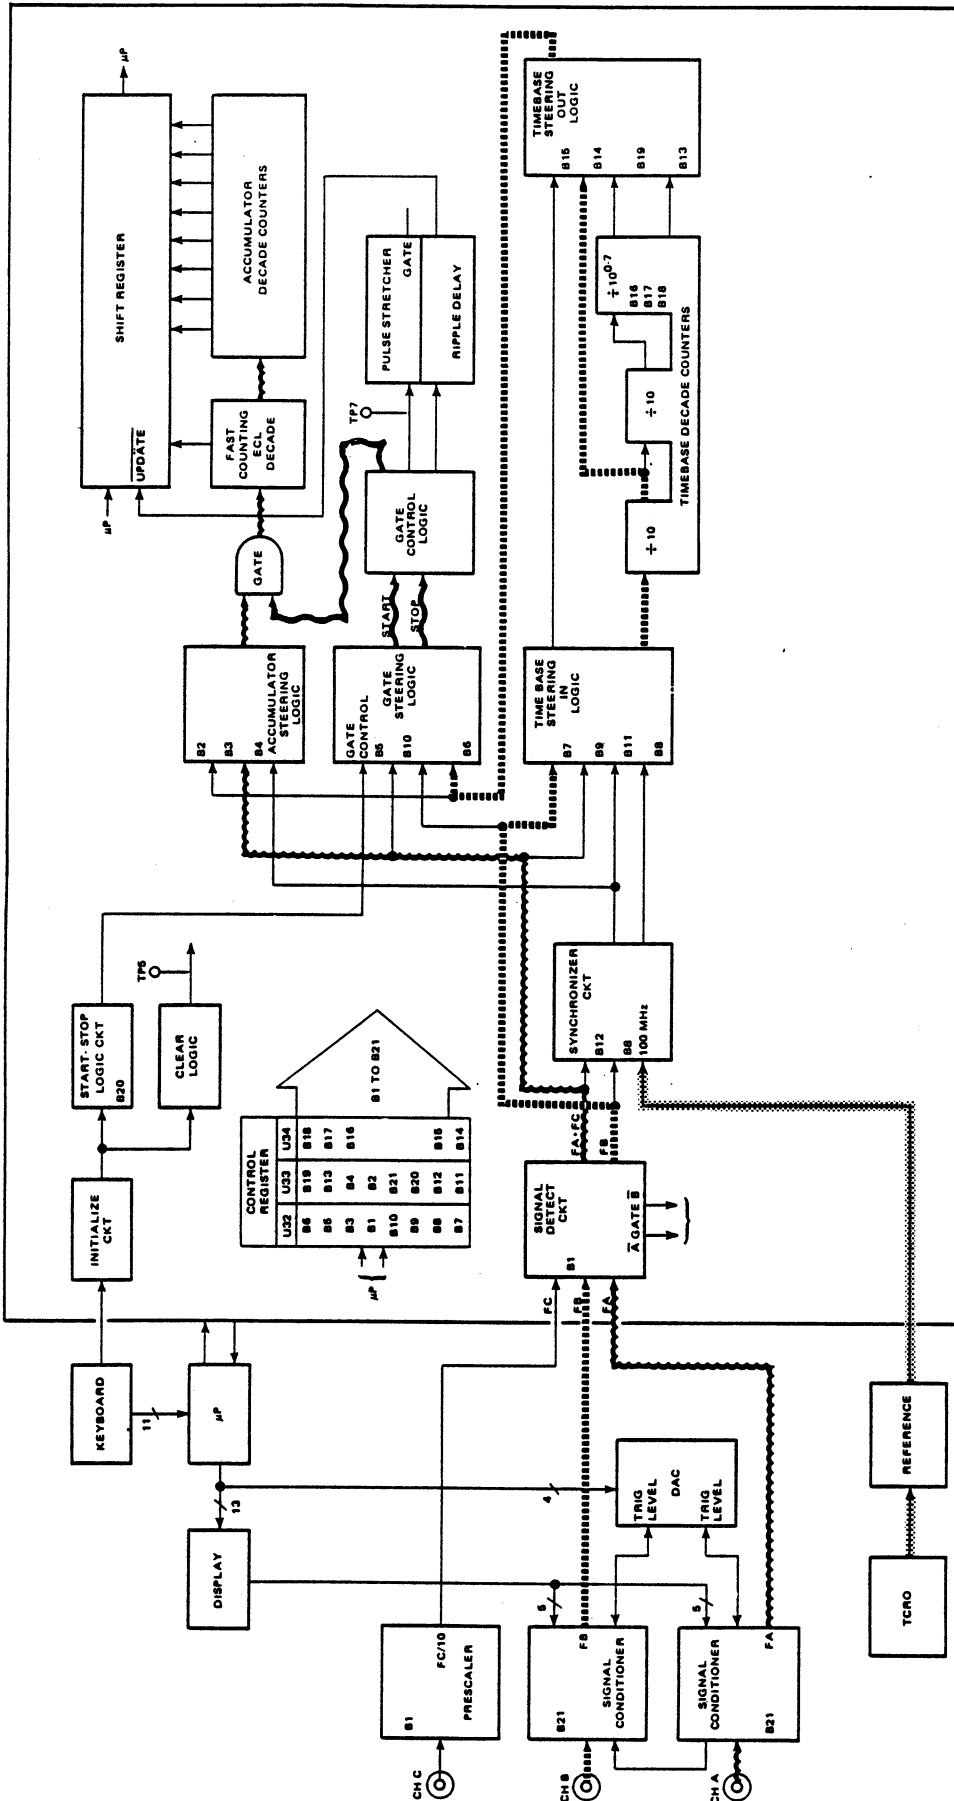 KEYBOARD
INITIALIZE
CKT
START-STOP
LOGIC CKT
B20
TP5
CLEAR
LOGIC
SHIFT REGISTER
UPDATE
µP
µP
ACCUMULATOR
DECADE COUNTERS
FAST
COUNTING
ECL
DECADE
GATE
B2
B3
B4
ACCUMULATOR
STEERING
LOGIC
11
µP
13
DISPLAY
CONTROL
REGISTER
U32 U33 U34
B6 B19 B18
B5 B13 B17
B3 B4 B16
B1 B2
B10 B21
B9 B20
B8 B12 B15
B7 B11 B14
µP
B1 TO B21
GATE
CONTROL
B5
B10
B6
GATE
STEERING
LOGIC
START
STOP
GATE
CONTROL
LOGIC
TP7
PULSE STRETCHER
GATE
RIPPLE DELAY
CH C
B1
FC/10
PRESCALER
FC
CH B
B21
FB
SIGNAL
CONDITIONER
5
4
FB
TRIG
LEVEL
DAC
TRIG
LEVEL
SIGNAL
DETECT
CKT
B1
A GATE B
FA·FC
FB
SYNCHRONIZER
CKT
B12
B8
100 MHz
TIME BASE
STEERING
IN
LOGIC
B7
B9
B11
B8
TIMEBASE
STEERING
OUT
LOGIC
B15
B14
B19
B13
÷10
÷10
÷10⁰⁻⁷
B16
B17
B18
TIMEBASE DECADE COUNTERS
CH A
SIGNAL
CONDITIONER
B21
FA
5
FA
TCRO
REFERENCE